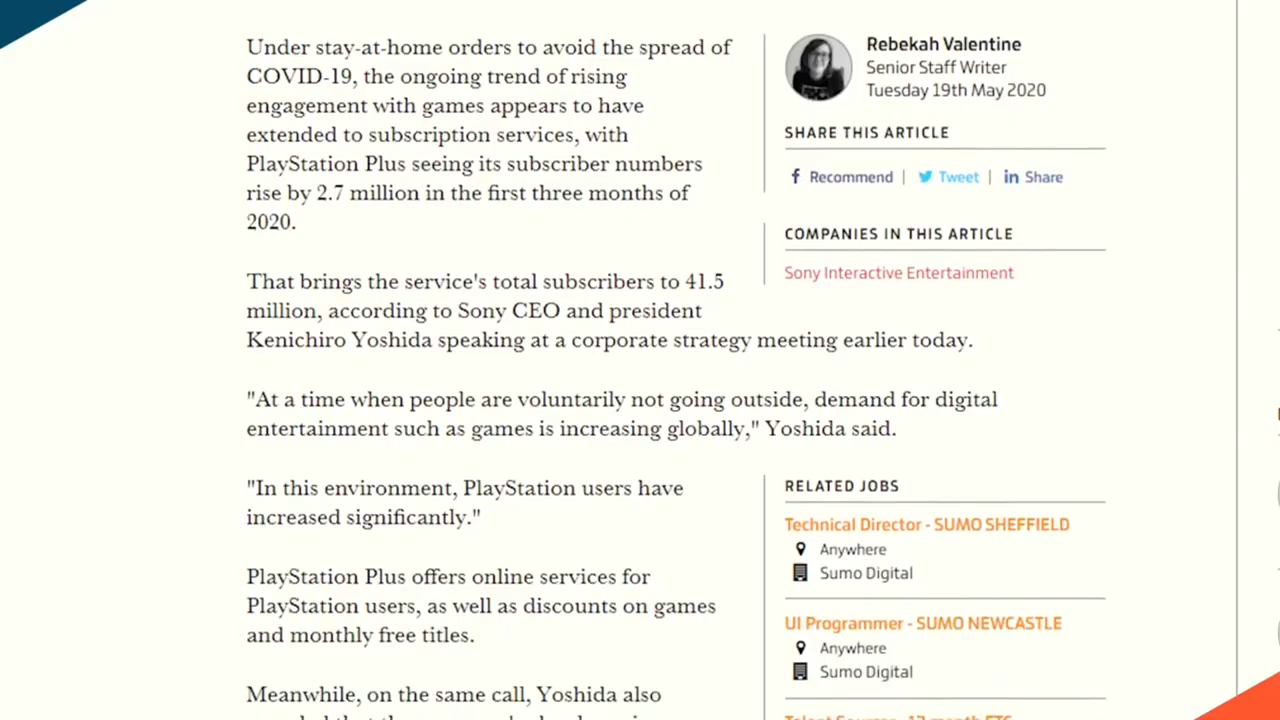 Under stay-at-home orders to avoid the spread of
COVID-19, the ongoing trend of rising
engagement with games appears to have
extended to subscription services, with
PlayStation Plus seeing its subscriber numbers
rise by 2.7 million in the first three months of
2020.
That brings the service's total subscribers to 41.5
million, according to Sony CEO and president
Kenichiro Yoshida speaking at a corporate strategy meeting earlier today.
"At a time when people are voluntarily not going outside, demand for digital
entertainment such as games is increasing globally," Yoshida said.
"In this environment, PlayStation users have
increased significantly."
PlayStation Plus offers online services for
PlayStation users, as well as discounts on games
and monthly free titles.
Meanwhile, on the same call, Yoshida also
Rebekah Valentine
Senior Staff Writer
Tuesday 19th May 2020
SHARE THIS ARTICLE
Recommend | Tweet | Share
COMPANIES IN THIS ARTICLE
Sony Interactive Entertainment
RELATED JOBS
Technical Director - SUMO SHEFFIELD
Anywhere
Sumo Digital
UI Programmer - SUMO NEWCASTLE
Anywhere
Sumo Digital